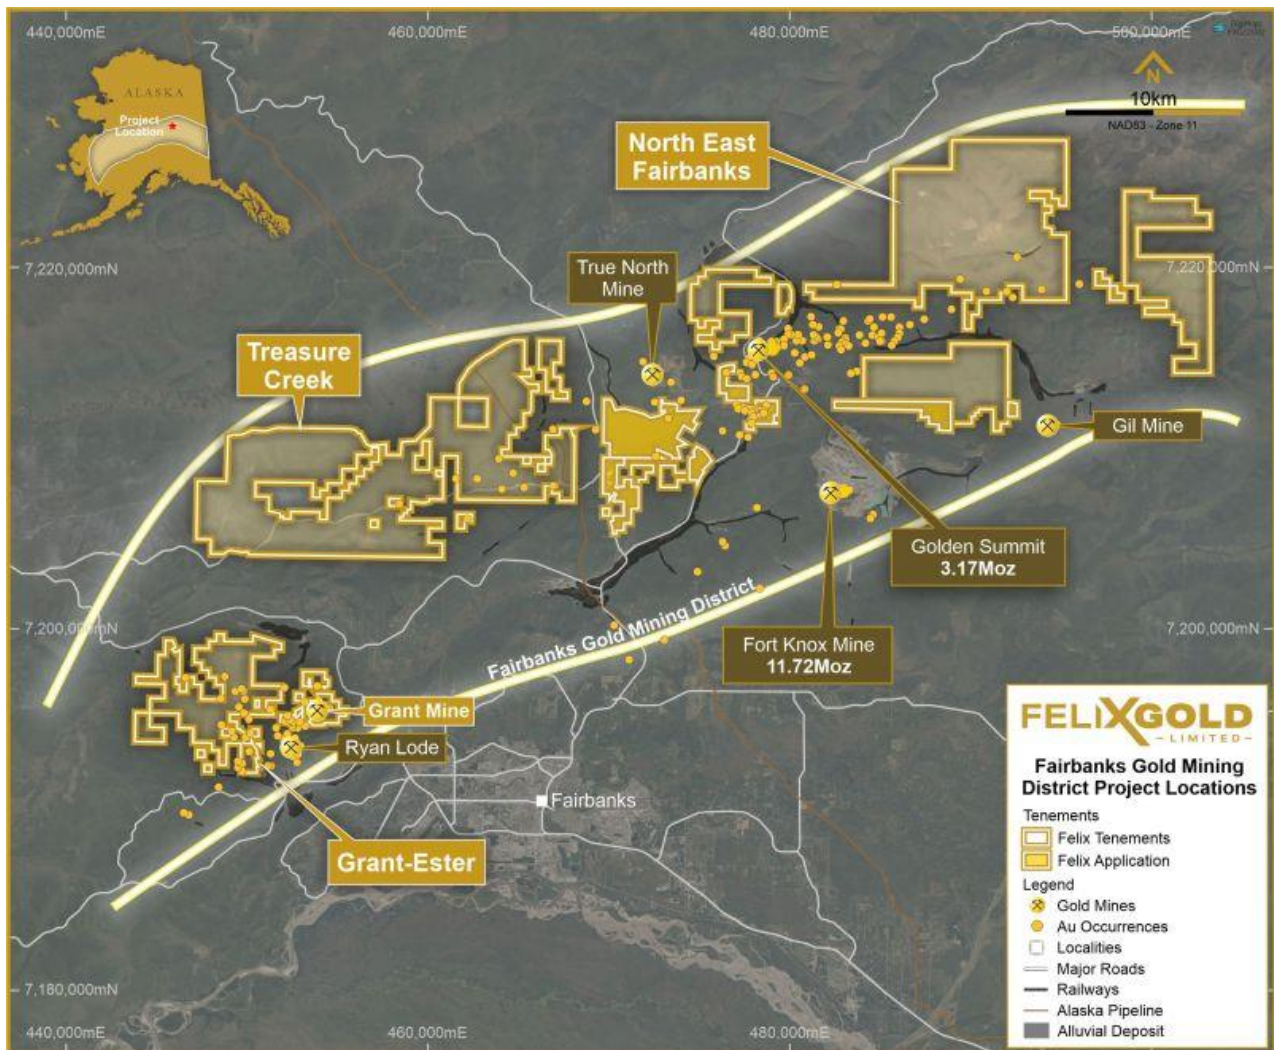 440,000mE
460,000mE
480,000mE
500,000mE
N
10km
NAD83 - Zone 11
ALASKA
Project
Location
North East
Fairbanks
7,220,000mN
7,220,000mN
True North
Mine
Treasure
Creek
Gil Mine
Golden Summit
3.17Moz
Fairbanks Gold Mining District
7,200,000mN
7,200,000mN
Fort Knox Mine
11.72Moz
Grant Mine
Ryan Lode
Fairbanks
Grant-Ester
FELIXGOLD
LIMITED
Fairbanks Gold Mining
District Project Locations
Tenements
Felix Tenements
Felix Application
Legend
Gold Mines
Au Occurrences
Localities
Major Roads
Railways
Alaska Pipeline
Alluvial Deposit
7,180,000mN
440,000mE
460,000mE
480,000mE